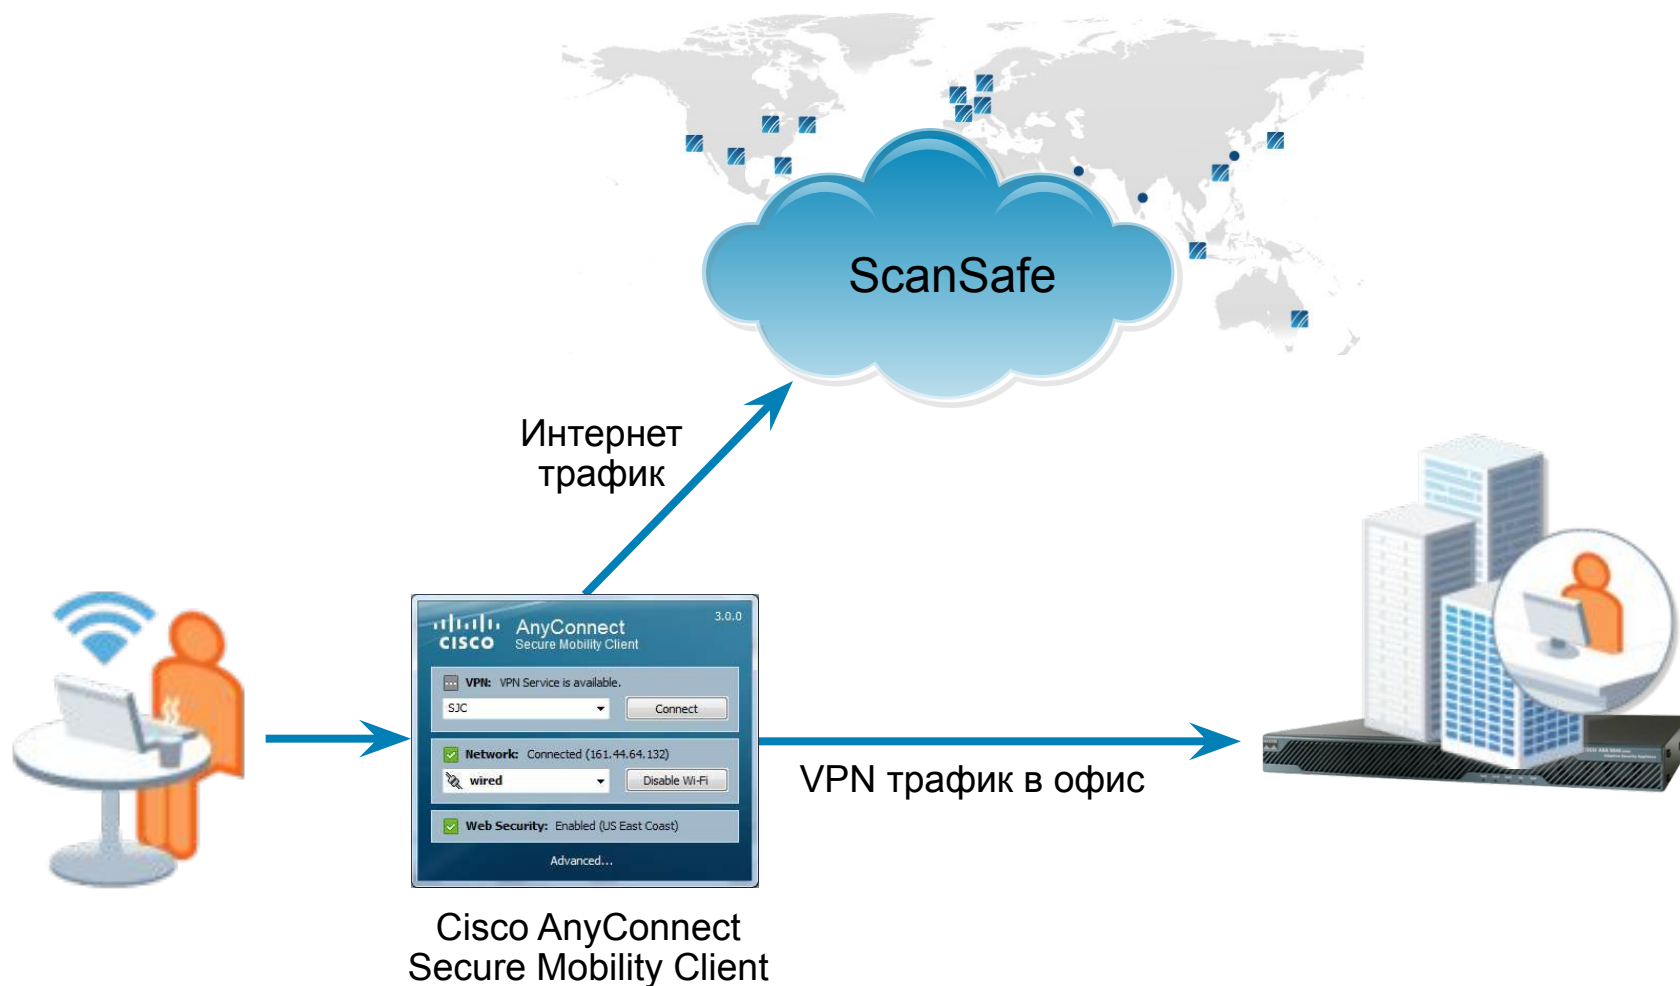 ScanSafe
Интернет
трафик
3.0.0
CISCO
AnyConnect
Secure Mobility Client
VPN: VPN Service is available.
SJC
Connect
Network: Connected (161.44.64.132)
wired
Disable Wi-Fi
Web Security: Enabled (US East Coast)
Advanced...
VPN трафик в офис
Cisco AnyConnect
Secure Mobility Client